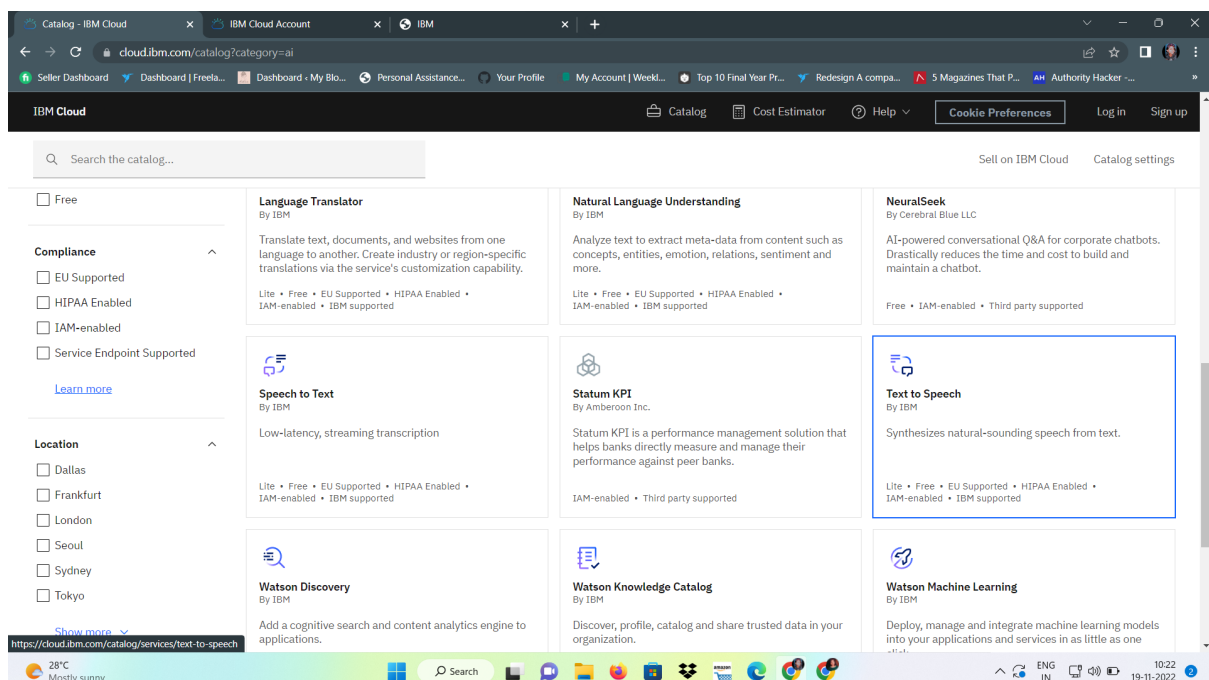 Catalog - IBM Cloud
IBM Cloud Account
IBM
cloud.ibm.com/catalog?category=ai
Seller Dashboard
Dashboard | Freela...
Dashboard ‹ My Blo...
Personal Assistance...
Your Profile
My Account | Weekl...
Top 10 Final Year Pr...
Redesign A compa...
5 Magazines That P...
AH Authority Hacker -...
»
IBM Cloud
Catalog
Cost Estimator
Help
Cookie Preferences
Log in
Sign up
Search the catalog...
Sell on IBM Cloud
Catalog settings
Free
Compliance
EU Supported
HIPAA Enabled
IAM-enabled
Service Endpoint Supported
Learn more
Location
Dallas
Frankfurt
London
Seoul
Sydney
Tokyo
Show more
https://cloud.ibm.com/catalog/services/text-to-speech
Language Translator
By IBM
Translate text, documents, and websites from one
language to another. Create industry or region-specific
translations via the service's customization capability.
Lite • Free • EU Supported • HIPAA Enabled •
IAM-enabled • IBM supported
Natural Language Understanding
By IBM
Analyze text to extract meta-data from content such as
concepts, entities, emotion, relations, sentiment and
more.
Lite • Free • EU Supported • HIPAA Enabled •
IAM-enabled • IBM supported
NeuralSeek
By Cerebral Blue LLC
AI-powered conversational Q&A for corporate chatbots.
Drastically reduces the time and cost to build and
maintain a chatbot.
Free • IAM-enabled • Third party supported
Speech to Text
By IBM
Low-latency, streaming transcription
Lite • Free • EU Supported • HIPAA Enabled •
IAM-enabled • IBM supported
Statum KPI
By Amberoon Inc.
Statum KPI is a performance management solution that
helps banks directly measure and manage their
performance against peer banks.
IAM-enabled • Third party supported
Text to Speech
By IBM
Synthesizes natural-sounding speech from text.
Lite • Free • EU Supported • HIPAA Enabled •
IAM-enabled • IBM supported
Watson Discovery
By IBM
Add a cognitive search and content analytics engine to
applications.
Watson Knowledge Catalog
By IBM
Discover, profile, catalog and share trusted data in your
organization.
Watson Machine Learning
By IBM
Deploy, manage and integrate machine learning models
into your applications and services in as little as one
28°C
Mostly sunny
Search
ENG
IN
10:22
19-11-2022
2